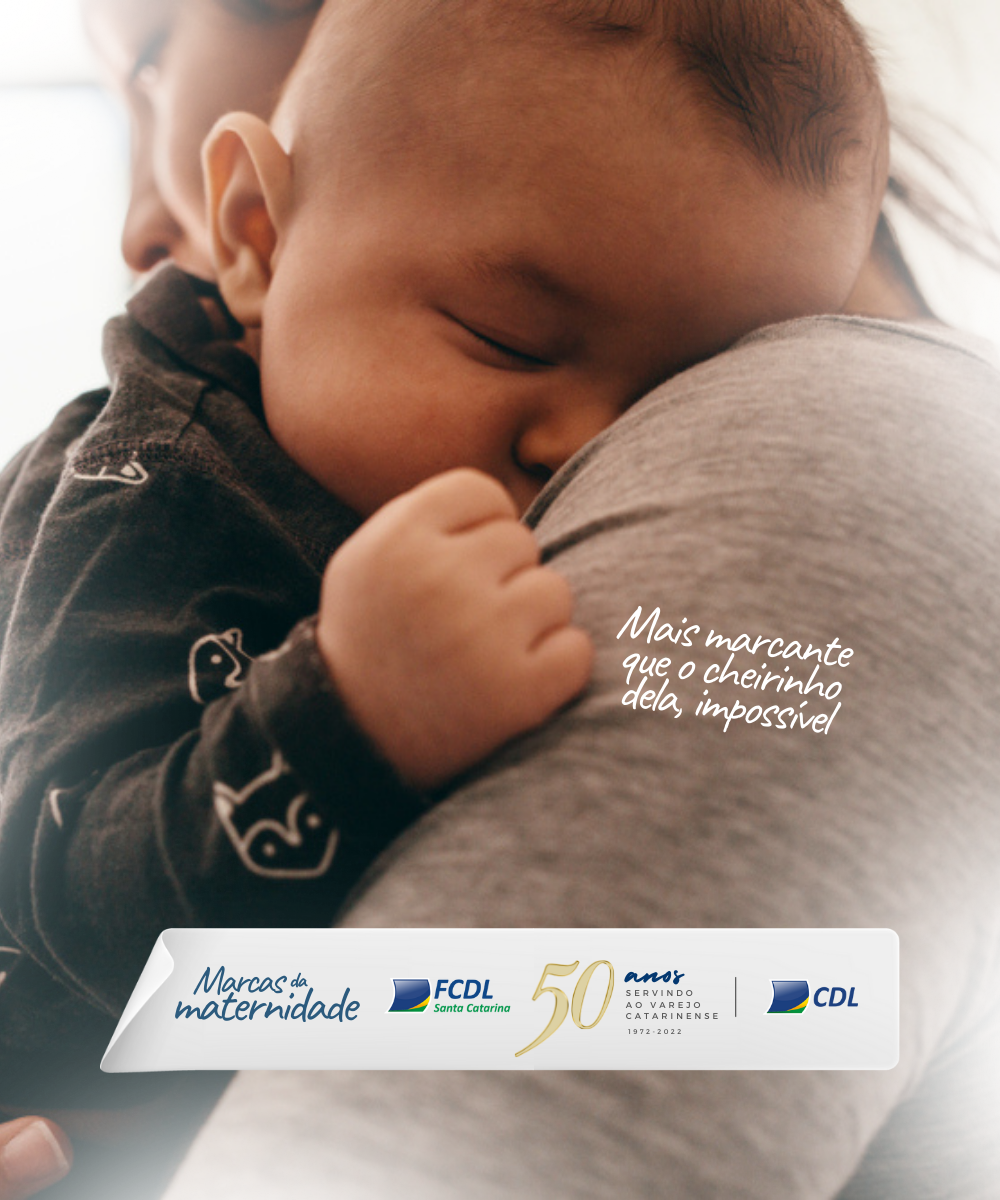 Mais marcante
que o cheirinho
dela, impossível
Marcas da
maternidade
FCDL
Santa Catarina
50 anos
SERVINDO
AO VAREJO
CATARINENSE
1972-2022
CDL